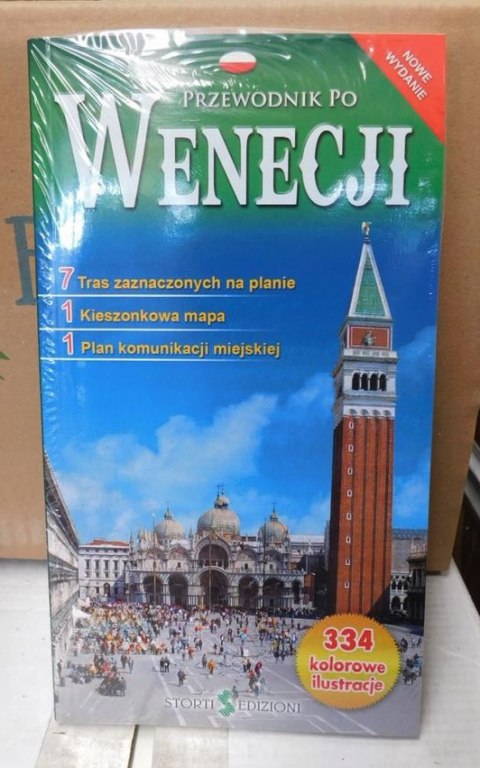 NOWE
WYDANIE
PRZEWODNIK PO
WENECJI
7 Tras zaznaczonych na planie
1 Kieszonkowa mapa
1 Plan komunikacji miejskiej
334
kolorowe
ilustracje
STORTI EDIZIONI